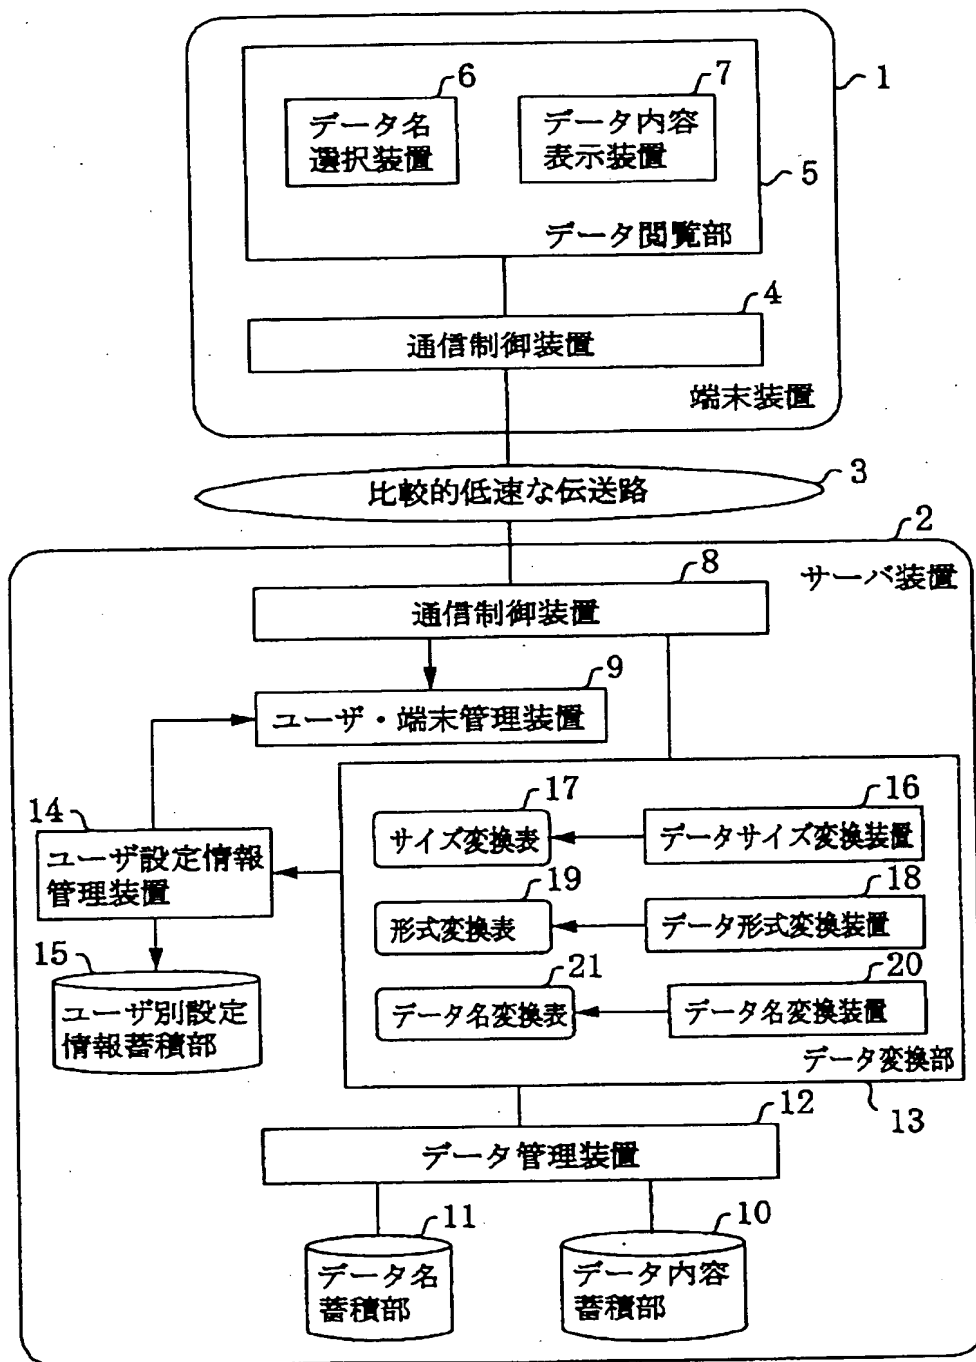 1
6
7
データ名
選択装置
データ内容
表示装置
5
データ閲覧部
4
通信制御装置
端末装置
3
比較的低速な伝送路
2
サーバ装置
8
通信制御装置
9
ユーザ・端末管理装置
14
ユーザ設定情報
管理装置
15
ユーザ別設定
情報蓄積部
17
サイズ変換表
16
データサイズ変換装置
19
形式変換表
18
データ形式変換装置
21
データ名変換表
20
データ名変換装置
データ変換部
13
12
データ管理装置
11
データ名
蓄積部
10
データ内容
蓄積部